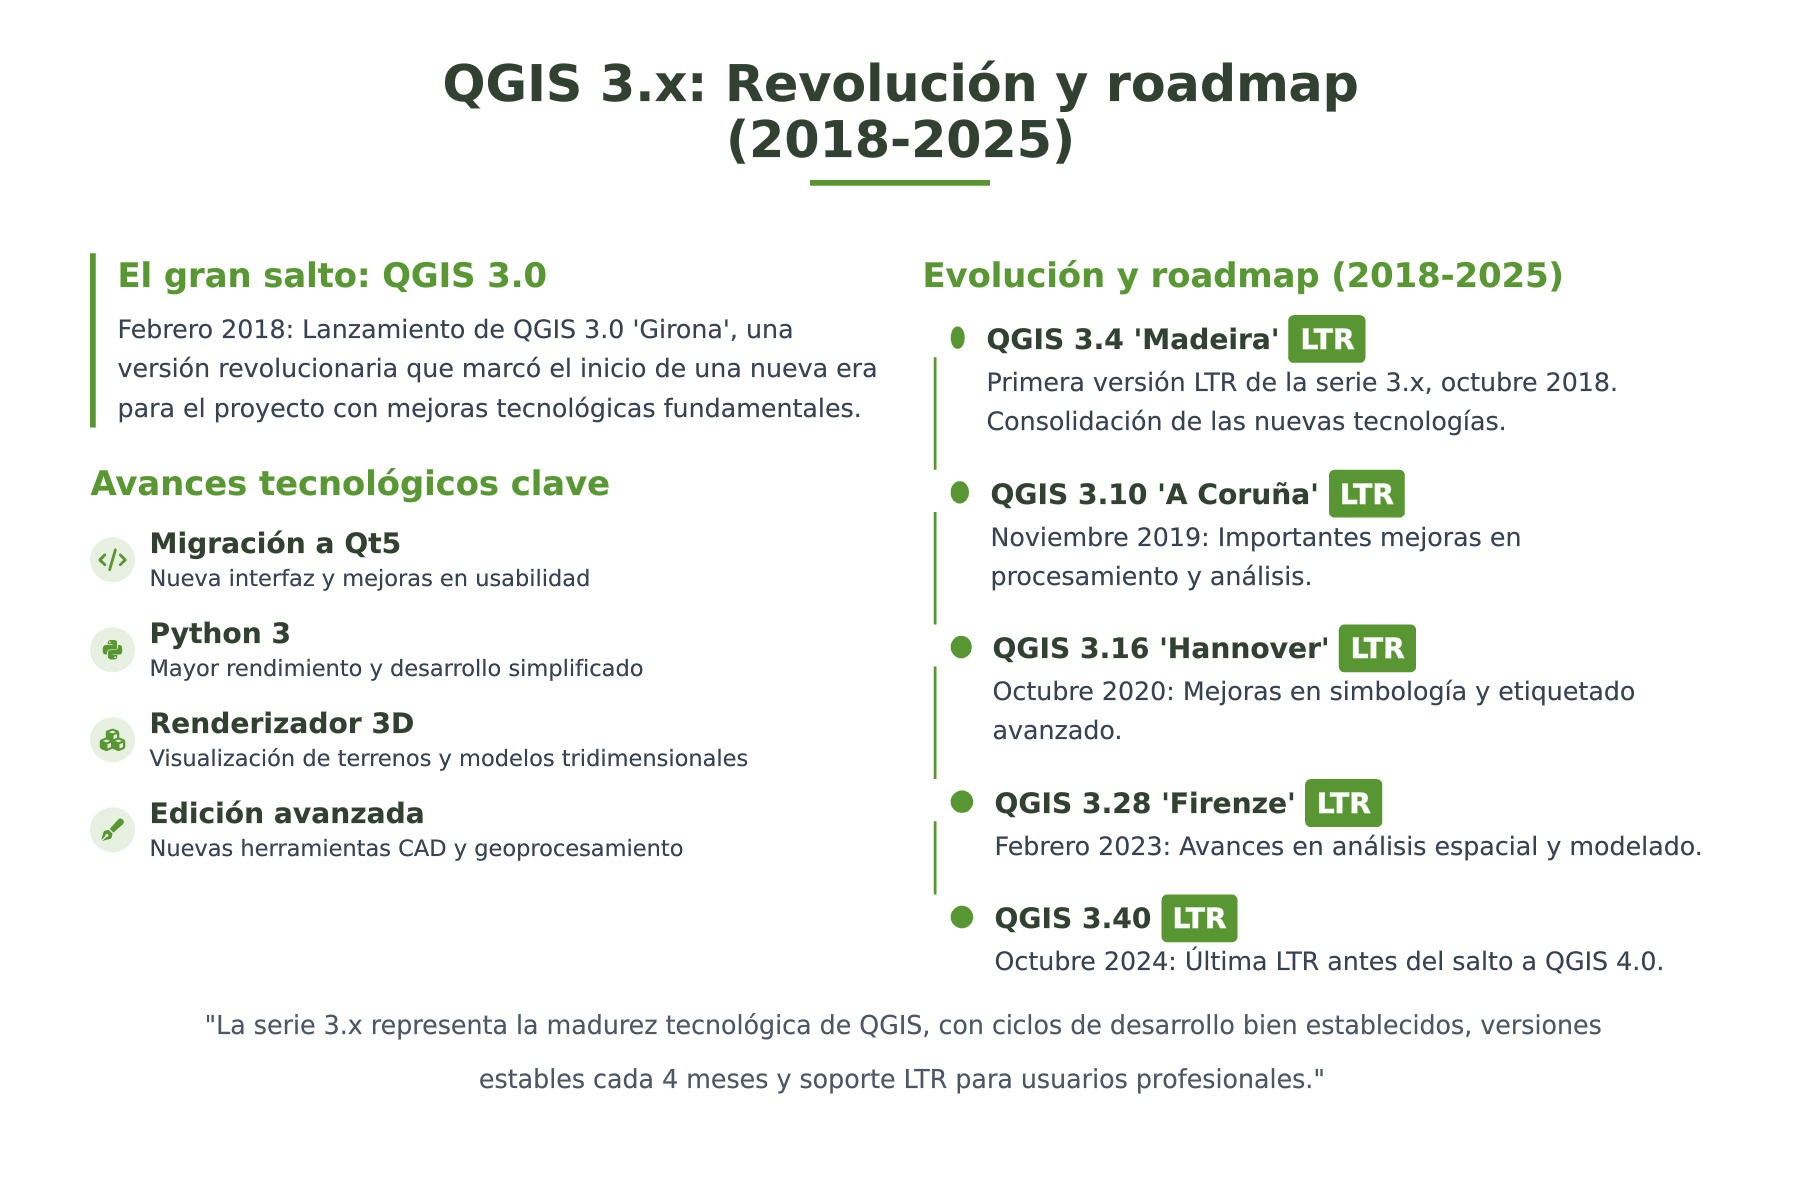 QGIS 3.x: Revolución y roadmap
(2018-2025)
El gran salto: QGIS 3.0
Febrero 2018: Lanzamiento de QGIS 3.0 'Girona', una
versión revolucionaria que marcó el inicio de una nueva era
para el proyecto con mejoras tecnológicas fundamentales.
Avances tecnológicos clave
Migración a Qt5
Nueva interfaz y mejoras en usabilidad
Python 3
Mayor rendimiento y desarrollo simplificado
Renderizador 3D
Visualización de terrenos y modelos tridimensionales
Edición avanzada
Nuevas herramientas CAD y geoprocesamiento
Evolución y roadmap (2018-2025)
QGIS 3.4 'Madeira' LTR
Primera versión LTR de la serie 3.x, octubre 2018.
Consolidación de las nuevas tecnologías.
QGIS 3.10 'A Coruña' LTR
Noviembre 2019: Importantes mejoras en
procesamiento y análisis.
QGIS 3.16 'Hannover' LTR
Octubre 2020: Mejoras en simbología y etiquetado
avanzado.
QGIS 3.28 'Firenze' LTR
Febrero 2023: Avances en análisis espacial y modelado.
QGIS 3.40 LTR
Octubre 2024: Última LTR antes del salto a QGIS 4.0.
"La serie 3.x representa la madurez tecnológica de QGIS, con ciclos de desarrollo bien establecidos, versiones
estables cada 4 meses y soporte LTR para usuarios profesionales."